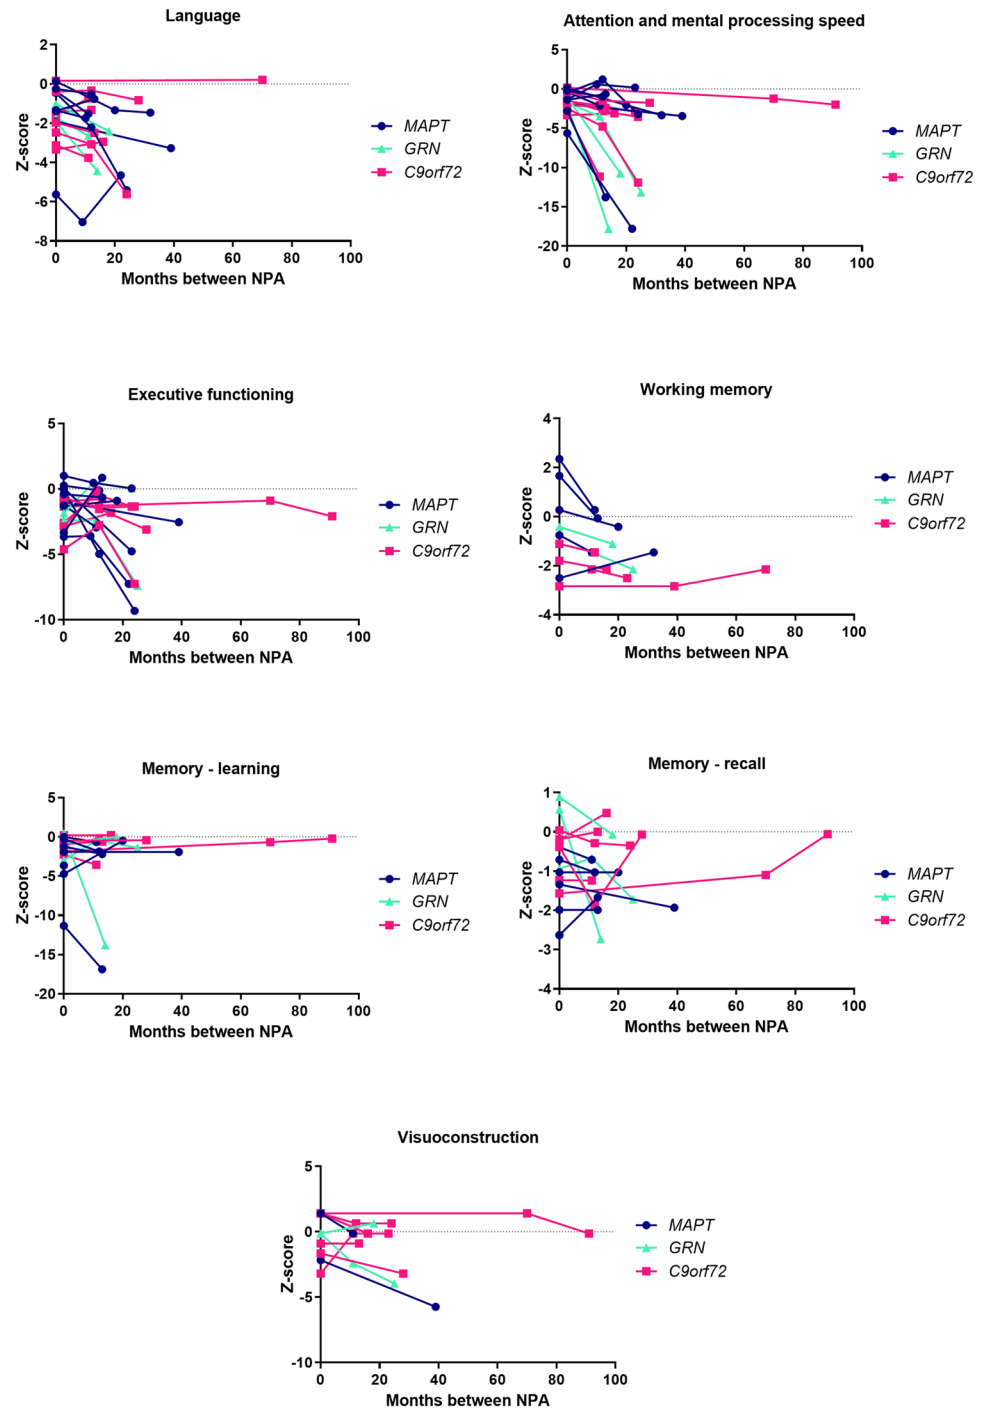 Language
2
0
-2
-4
-6
-8
Z-score
0 20 40 60 80 100
Months between NPA
MAPT
GRN
C9orf72
Attention and mental processing speed
5
0
-5
-10
-15
-20
Z-score
0 20 40 60 80 100
Months between NPA
MAPT
GRN
C9orf72
Executive functioning
5
0
-5
-10
Z-score
0 20 40 60 80 100
Months between NPA
MAPT
GRN
C9orf72
Working memory
4
2
0
-2
-4
Z-score
0 20 40 60 80 100
Months between NPA
MAPT
GRN
C9orf72
Memory - learning
5
0
-5
-10
-15
-20
Z-score
0 20 40 60 80 100
Months between NPA
MAPT
GRN
C9orf72
Memory - recall
1
0
-1
-2
-3
-4
Z-score
0 20 40 60 80 100
Months between NPA
MAPT
GRN
C9orf72
Visuoconstruction
5
0
-5
-10
Z-score
0 20 40 60 80 100
Months between NPA
MAPT
GRN
C9orf72